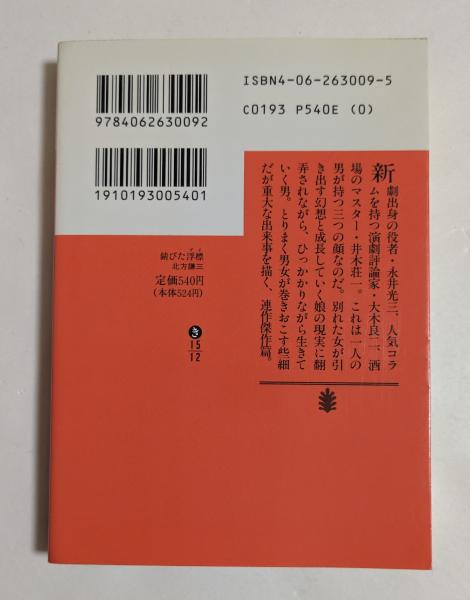 ISBN4-06-263009-5
C0193 P540E (0)
9784062630092
1910193005401
新劇出身の役者・永井光三、人気コラ
ムを持つ演劇評論家・大木良二、酒
場のマスター・井木荘一。これは一人の
男が持つ三つの顔なのだ。別れた女が引
き出す幻想と成長していく娘の現実に翻
弄されながら、ひっかかりながら生きて
いく男。とりまく男女が巻きおこす些細
だが重大な出来事を描く、連作傑作篇。
錆びた浮標
ブイ
北方謙三
定価540円
(本体524円)
き
15
12